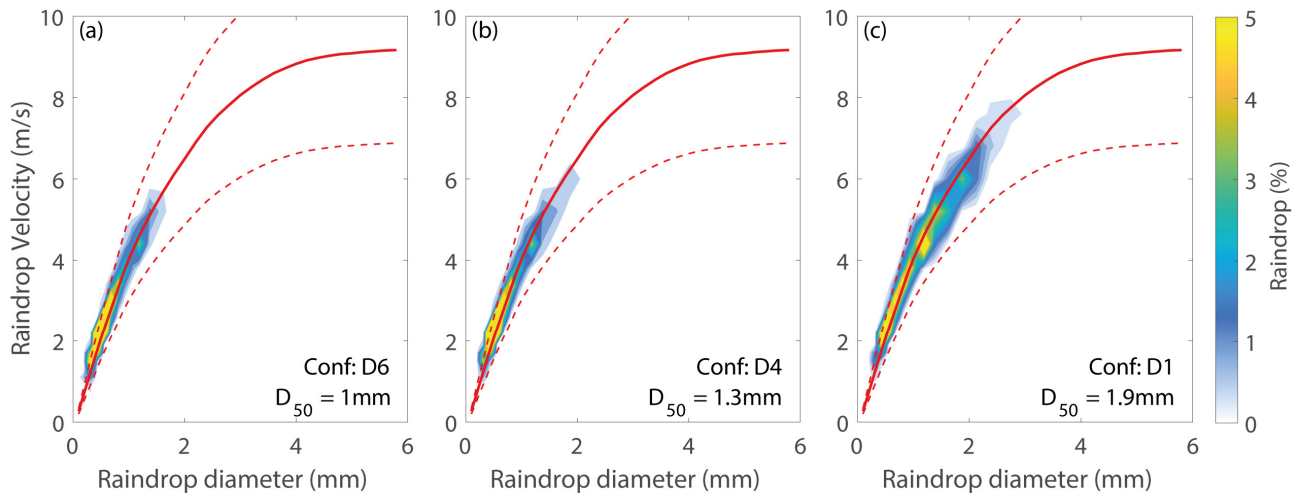 (a)
Raindrop Velocity (m/s)
10
8
6
4
2
0
0
2
4
6
Raindrop diameter (mm)
Conf: D6
D50 = 1mm
(b)
10
8
6
4
2
0
0
2
4
6
Raindrop diameter (mm)
Conf: D4
D50 = 1.3mm
(c)
10
8
6
4
2
0
0
2
4
6
Raindrop diameter (mm)
Conf: D1
D50 = 1.9mm
5
4
3
2
1
0
Raindrop (%)